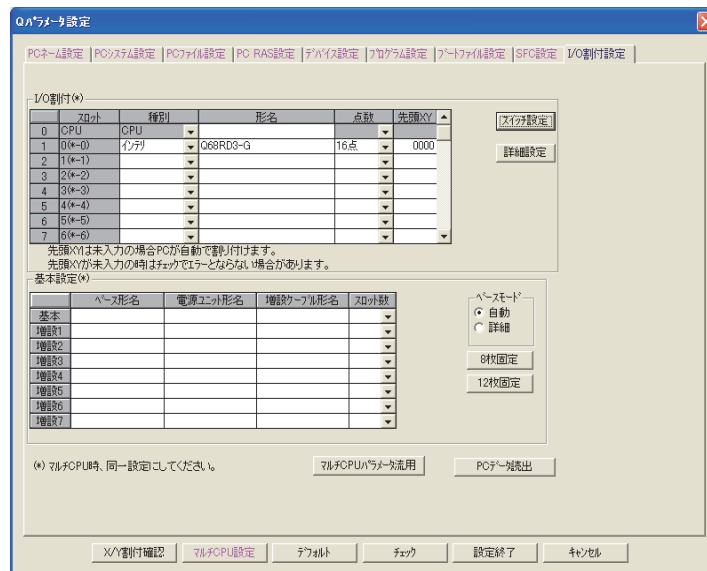 Qパラメータ設定
PCネーム設定 PCシステム設定 PCファイル設定 PC RAS設定 デバイス設定 プログラム設定 ブートファイル設定 SFC設定 I/O割付設定
I/O割付(*)
スロット 種別 形名 点数 先頭XY
0 CPU CPU
1 0(*-0) インテリ Q68RD3-G 16点 0000
2 1(*-1)
3 2(*-2)
4 3(*-3)
5 4(*-4)
6 5(*-5)
7 6(*-6)
スイッチ設定
詳細設定
先頭XYは未入力の場合PCが自動で割り付けます。
先頭XYが未入力の時はチェックでエラーとならない場合があります。
基本設定(*)
ベース形名 電源ユニット形名 増設ケーブル形名 スロット数
基本
増設1
増設2
増設3
増設4
増設5
増設6
増設7
ベースモード
自動
詳細
8枚固定
12枚固定
(*) マルチCPU時、同一設定にしてください。
マルチCPUパラメータ流用
PCデータ読出
X/Y割付確認 マルチCPU設定 デフォルト チェック 設定終了 キャンセル